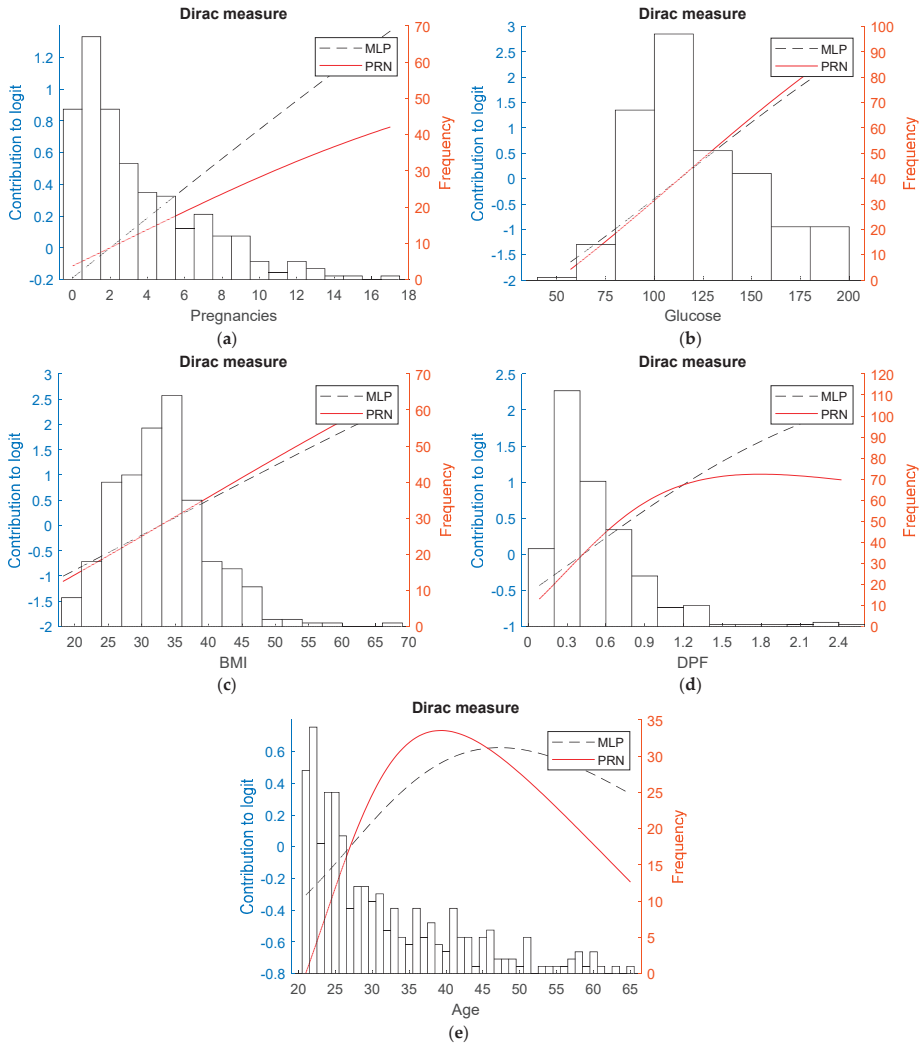 Dirac measure
Contribution to logit
1.2
1
0.8
0.6
0.4
0.2
0
-0.2
MLP
PRN
70
60
50
40
30
20
10
0
Frequency
0 2 4 6 8 10 12 14 16 18
Pregnancies
(a)
Dirac measure
Contribution to logit
3
2.5
2
1.5
1
0.5
0
-0.5
-1
-1.5
-2
MLP
PRN
100
90
80
70
60
50
40
30
20
10
0
Frequency
50 75 100 125 150 175 200
Glucose
(b)
Dirac measure
Contribution to logit
3
2.5
2
1.5
1
0.5
0
-0.5
-1
-1.5
-2
MLP
PRN
70
60
50
40
30
20
10
0
Frequency
20 25 30 35 40 45 50 55 60 65 70
BMI
(c)
Dirac measure
Contribution to logit
2.5
2
1.5
1
0.5
0
-0.5
-1
MLP
PRN
120
110
100
90
80
70
60
50
40
30
20
10
0
Frequency
0 0.3 0.6 0.9 1.2 1.5 1.8 2.1 2.4
DPF
(d)
Dirac measure
Contribution to logit
0.6
0.4
0.2
0
-0.2
-0.4
-0.6
-0.8
MLP
PRN
35
30
25
20
15
10
5
0
Frequency
20 25 30 35 40 45 50 55 60 65
Age
(e)